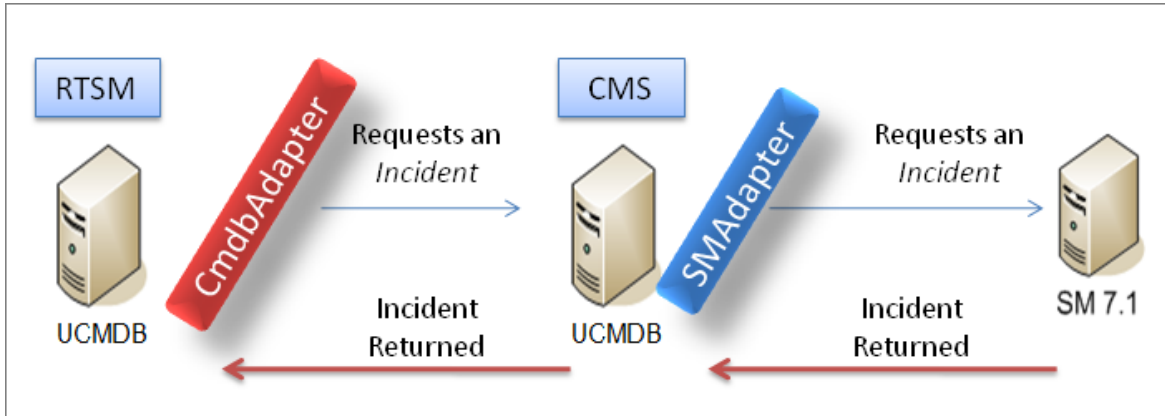 RTSM
CmdbAdapter
Requests an
Incident
CMS
SMAdapter
Requests an
Incident
UCMDB
Incident
Returned
UCMDB
Incident
Returned
SM 7.1